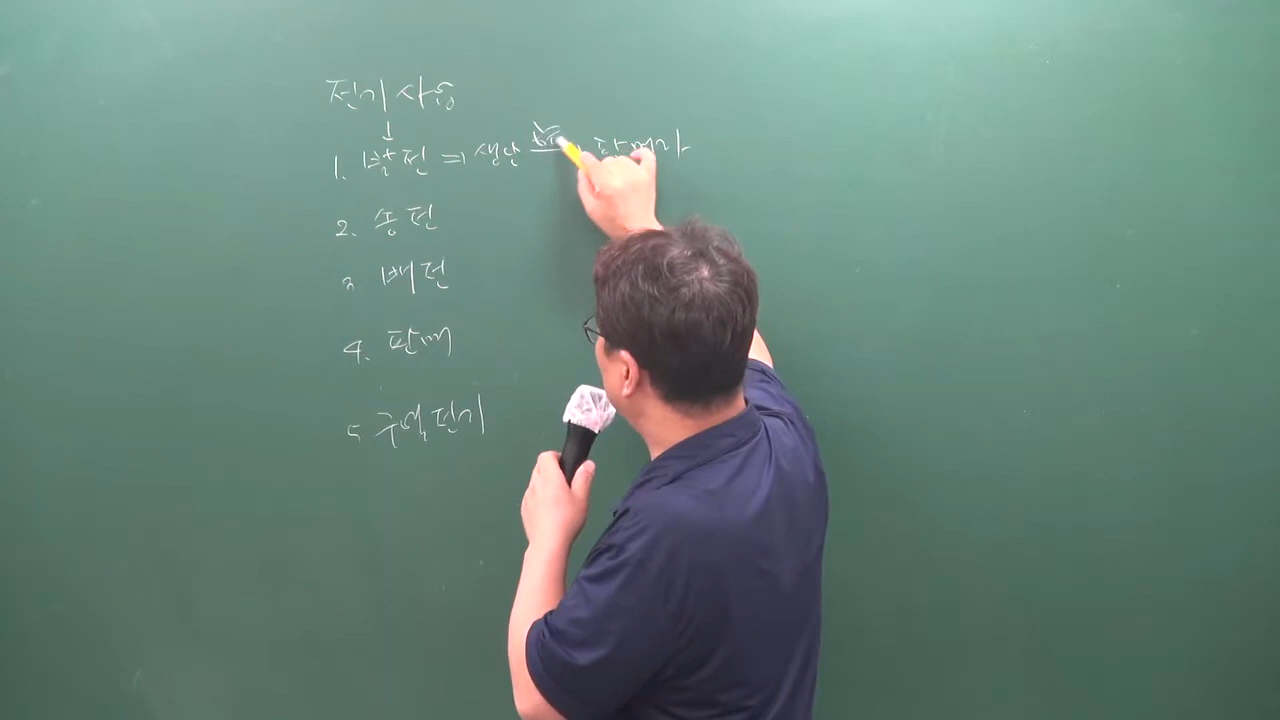 전기사용
↓
1. 발전 ⇒ 생산
2. 송전
3. 배전
4. 판매
5 구역전기